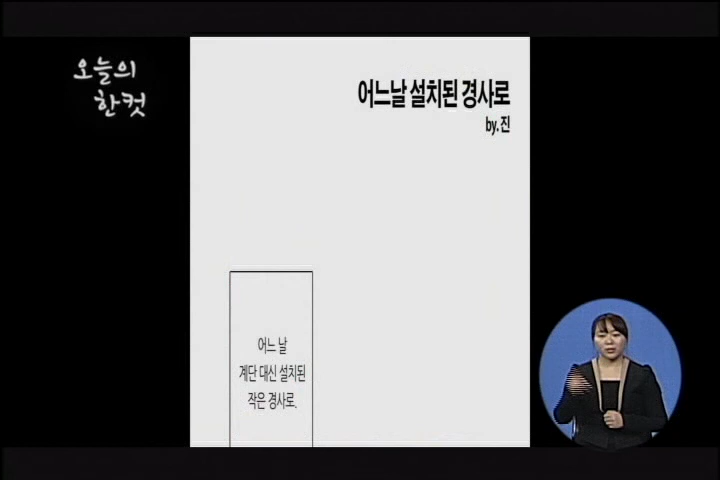 오늘의
한컷
어느날 설치된 경사로
by. 진
어느 날
계단 대신 설치된
작은 경사로.